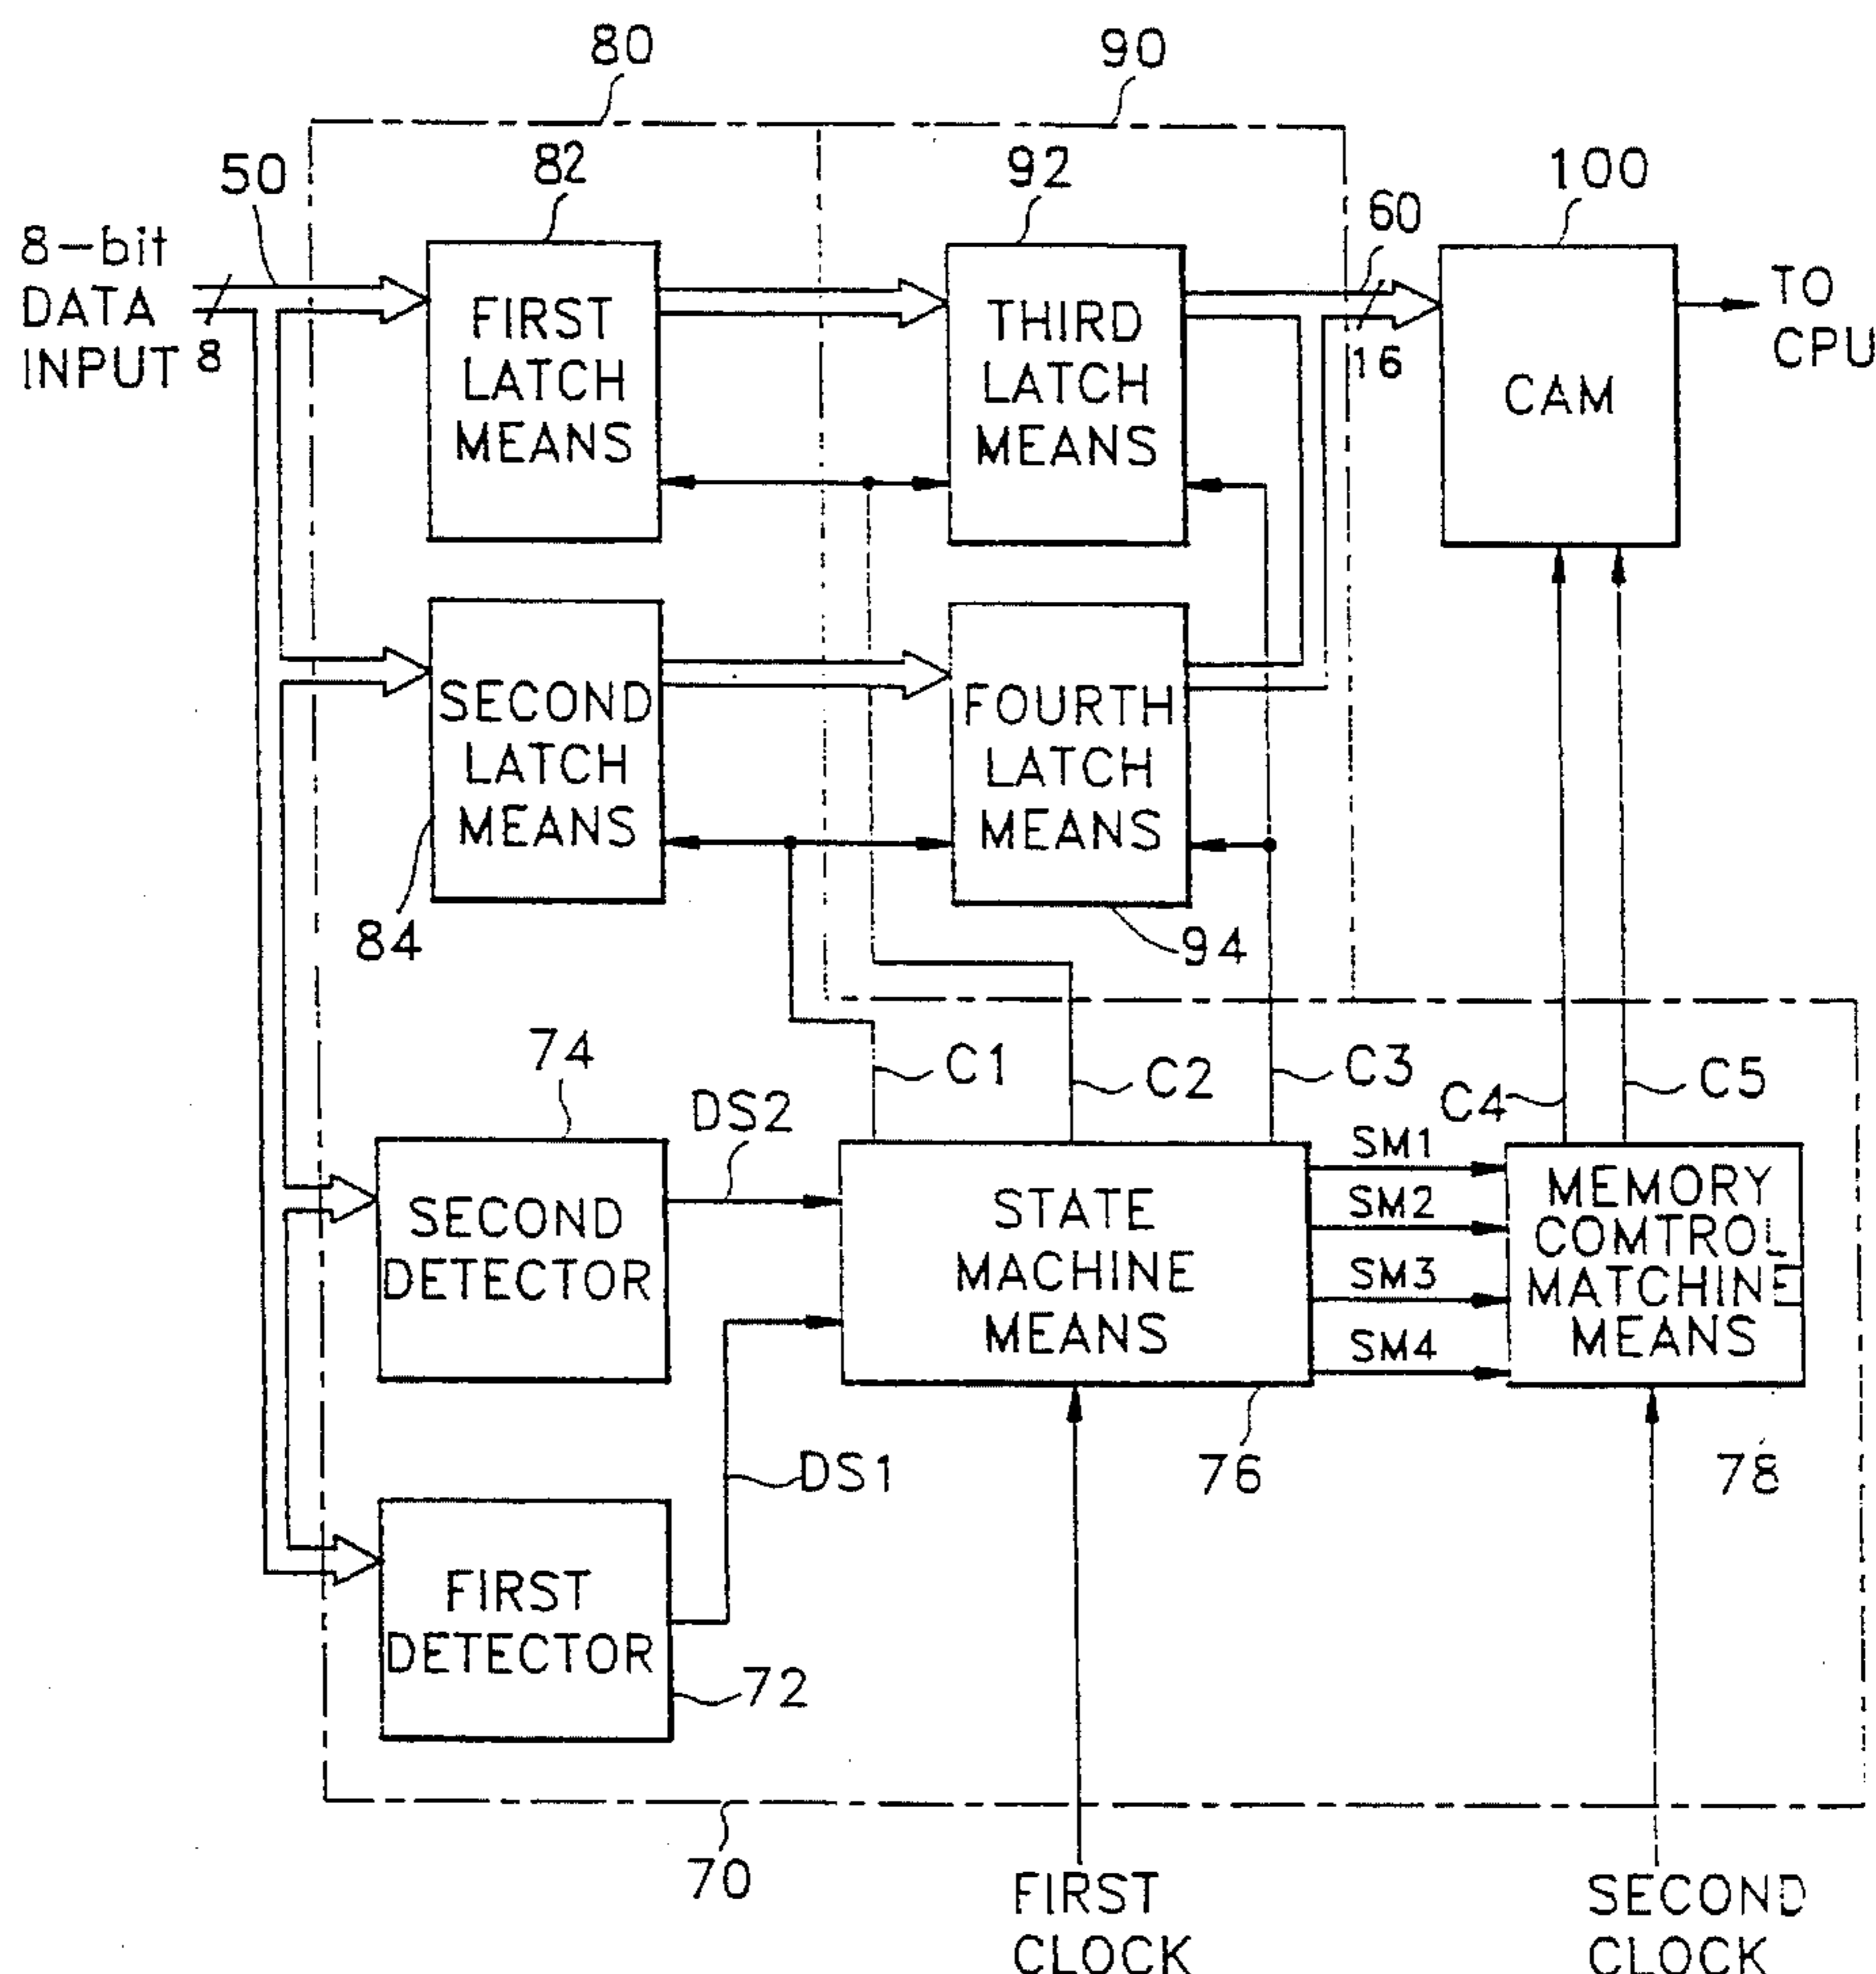 80
90
50
82
92
100
60
8-bit
DATA
INPUT
8
FIRST
LATCH
MEANS
THIRD
LATCH
MEANS
16
CAM
TO
CPU
SECOND
LATCH
MEANS
FOURTH
LATCH
MEANS
84
94
74
DS2
C1
C2
C3
C4
C5
SECOND
DETECTOR
STATE
MACHINE
MEANS
SM1
SM2
SM3
SM4
MEMORY
COMTROL
MATCHINE
MEANS
DS1
76
78
FIRST
DETECTOR
72
70
FIRST
CLOCK
SECOND
CLOCK